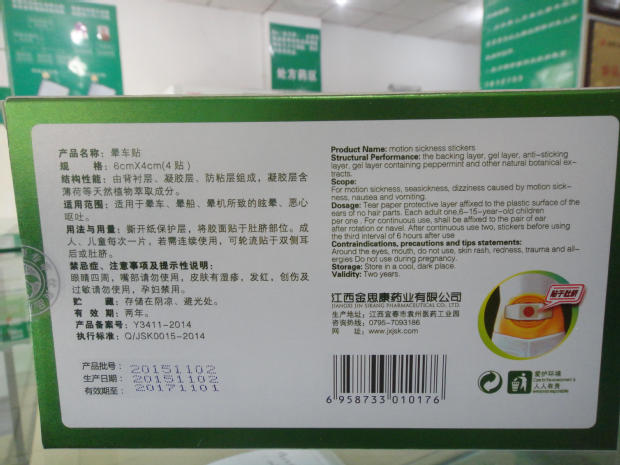 处方药区
产品名称：晕车贴
规 格：6cmX4cm(4 贴)
结构性能：由背衬层、凝胶层、防粘层组成，凝胶层含
薄荷等天然植物萃取成分。
适用范围：适用于晕车、晕船、晕机所致的眩晕、恶心
呕吐。
用法与用量：撕开纸保护层，将胶面贴于肚脐部位。成
人、儿童每次一片，若需连续使用，可轮流贴于双侧耳
后或肚脐。
禁忌症、注意事项及提示性说明：
眼睛四周，嘴部请勿使用，皮肤有湿疹，发红，创伤及
过敏请勿使用，孕妇禁用。
贮 藏：存储在阴凉、避光处。
有 效 期：两年。
产品备案号：Y3411-2014
执行标准：Q/JSK0015-2014
产品批号：20151102
生产日期：20151102
有效期至：20171101
Product Name: motion sickness stickers
Structural Performance: the backing layer, gel layer, anti-sticking
layer, gel layer containing peppermint and other natural botanical ex-
tracts.
Scope:
For motion sickness, seasickness, dizziness caused by motion sick-
ness, nausea and vomiting.
Dosage: Tear paper protective layer affixed to the plastic surface of the
ears of no hair parts. Each adult one,6-15-year-old children
per one . For continuous use, shall be affixed to the pair of ear
after rotation or navel. After continuous use two, stickers before using
the third interval of 6 hours after use
Contraindications, precautions and tips statements:
Around the eyes, mouth, do not use, skin rash, redness, trauma and all-
ergies Do not use during pregnancy.
Storage: Store in a cool, dark place.
Validity: Two years.
江西金思康药业有限公司
JIANGXI JIN SIKANG PHARMACEUTICAL CO.,LTD.
生产地址：江西宜春市袁州医药工业园
咨询热线：0795-7093186
网 址：www.jxjsk.com
6 958733 010176
贴于肚脐
爱护环境
人人有责